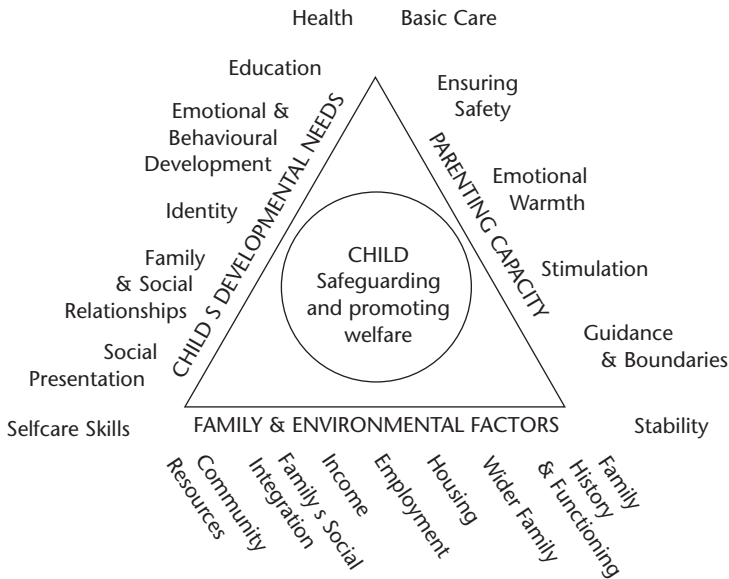 Health
Basic Care
Education
Ensuring
Safety
Emotional &
Behavioural
Development
Emotional
Warmth
Identity
Stimulation
Family
& Social
Relationships
Guidance
& Boundaries
Social
Presentation
Selfcare Skills
Stability
CHILD S DEVELOPMENTAL NEEDS
PARENTING CAPACITY
CHILD
Safeguarding
and promoting
welfare
FAMILY & ENVIRONMENTAL FACTORS
Community
Resources
Family s Social
Integration
Income
Employment
Housing
Wider Family
Family
History
& Functioning